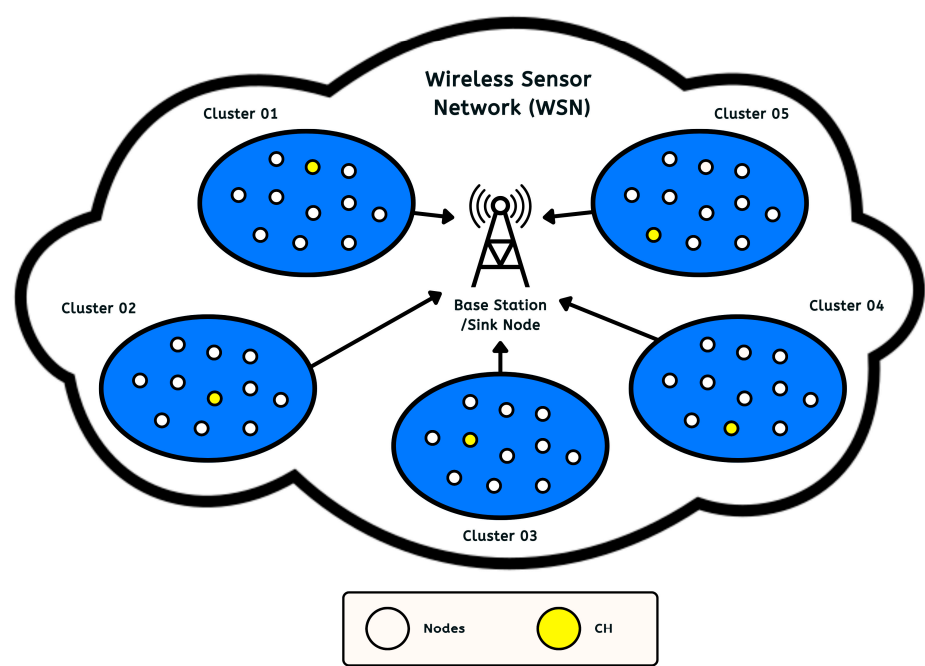 Wireless Sensor
Network (WSN)
Cluster 01
Cluster 05
Base Station
/Sink Node
Cluster 02
Cluster 04
Cluster 03
Nodes
CH